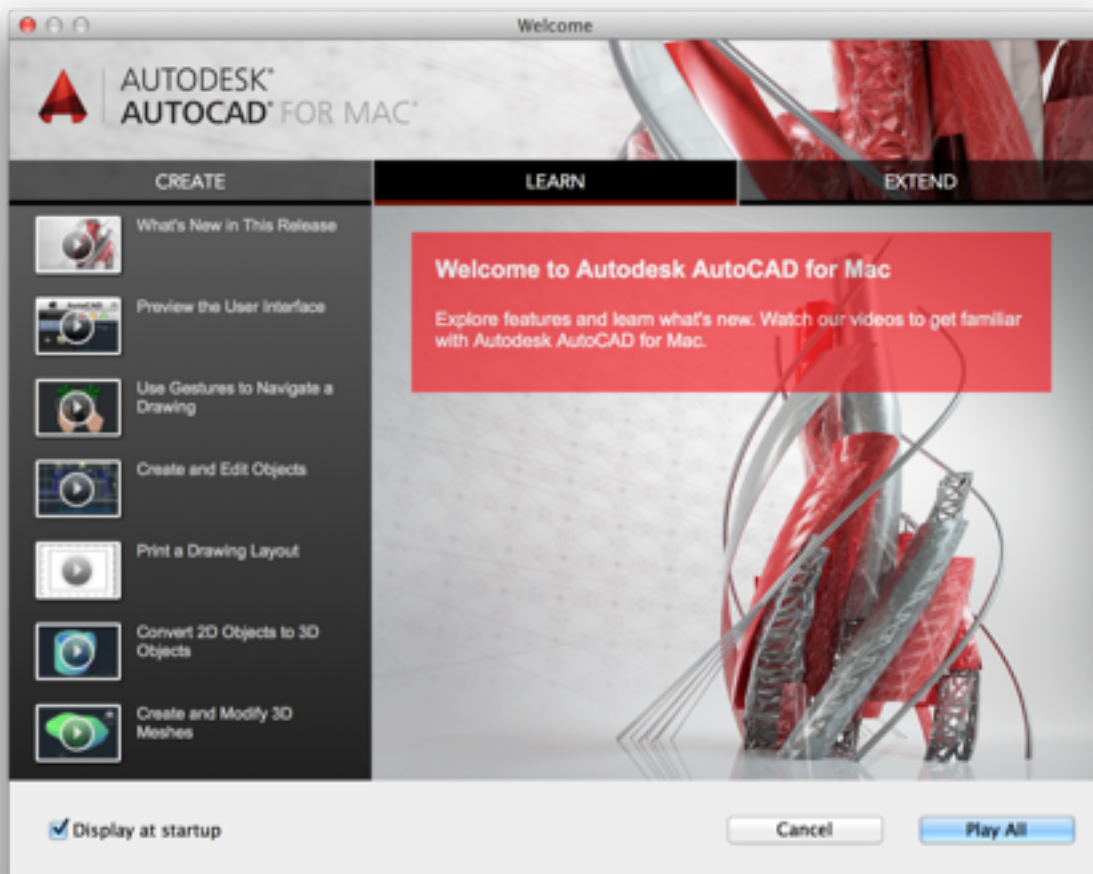 Welcome
AUTODESK®
AUTOCAD® FOR MAC®
CREATE
LEARN
EXTEND
What's New in This Release
Preview the User Interface
Use Gestures to Navigate a
Drawing
Create and Edit Objects
Print a Drawing Layout
Convert 2D Objects to 3D
Objects
Create and Modify 3D
Meshes
Welcome to Autodesk AutoCAD for Mac
Explore features and learn what's new. Watch our videos to get familiar
with Autodesk AutoCAD for Mac.
Display at startup
Cancel
Play All